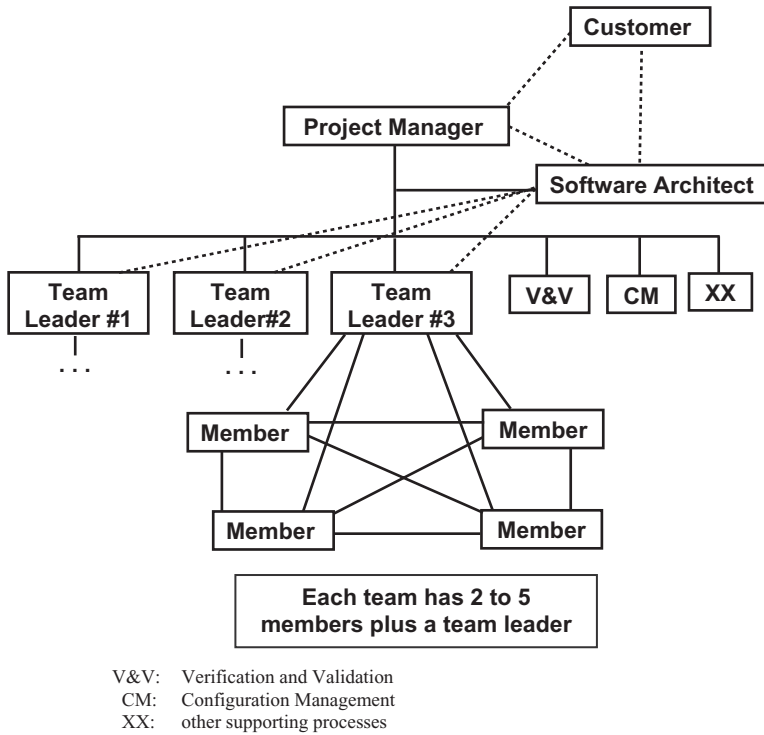 Customer
Project Manager
Software Architect
Team
Leader #1
Team
Leader#2
Team
Leader #3
V&V
CM
XX
. . .
. . .
Member
Member
Member
Member
Each team has 2 to 5
members plus a team leader
V&V: Verification and Validation
CM: Configuration Management
XX: other supporting processes